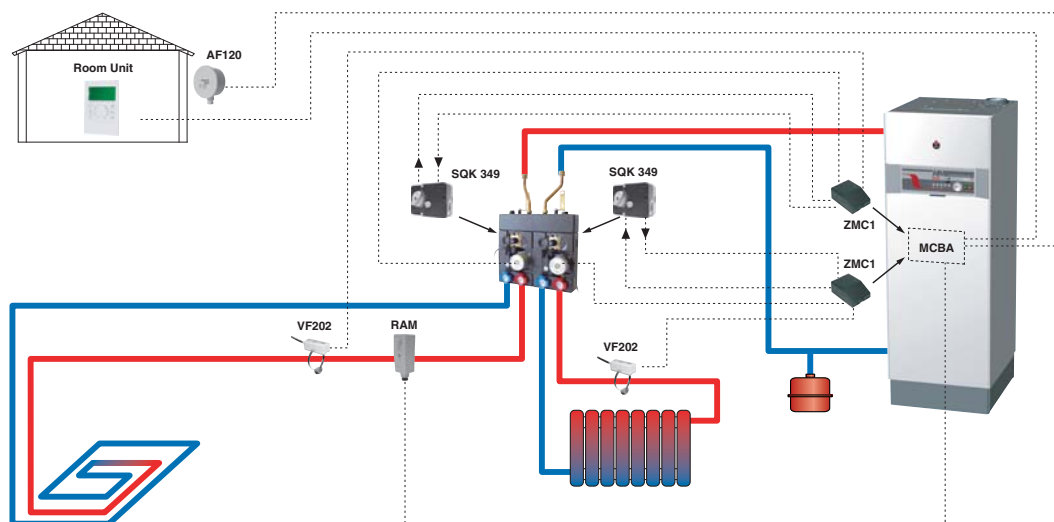 AF120
Room Unit
SQK 349
SQK 349
ZMC1
MCBA
ZMC1
VF202
RAM
VF202